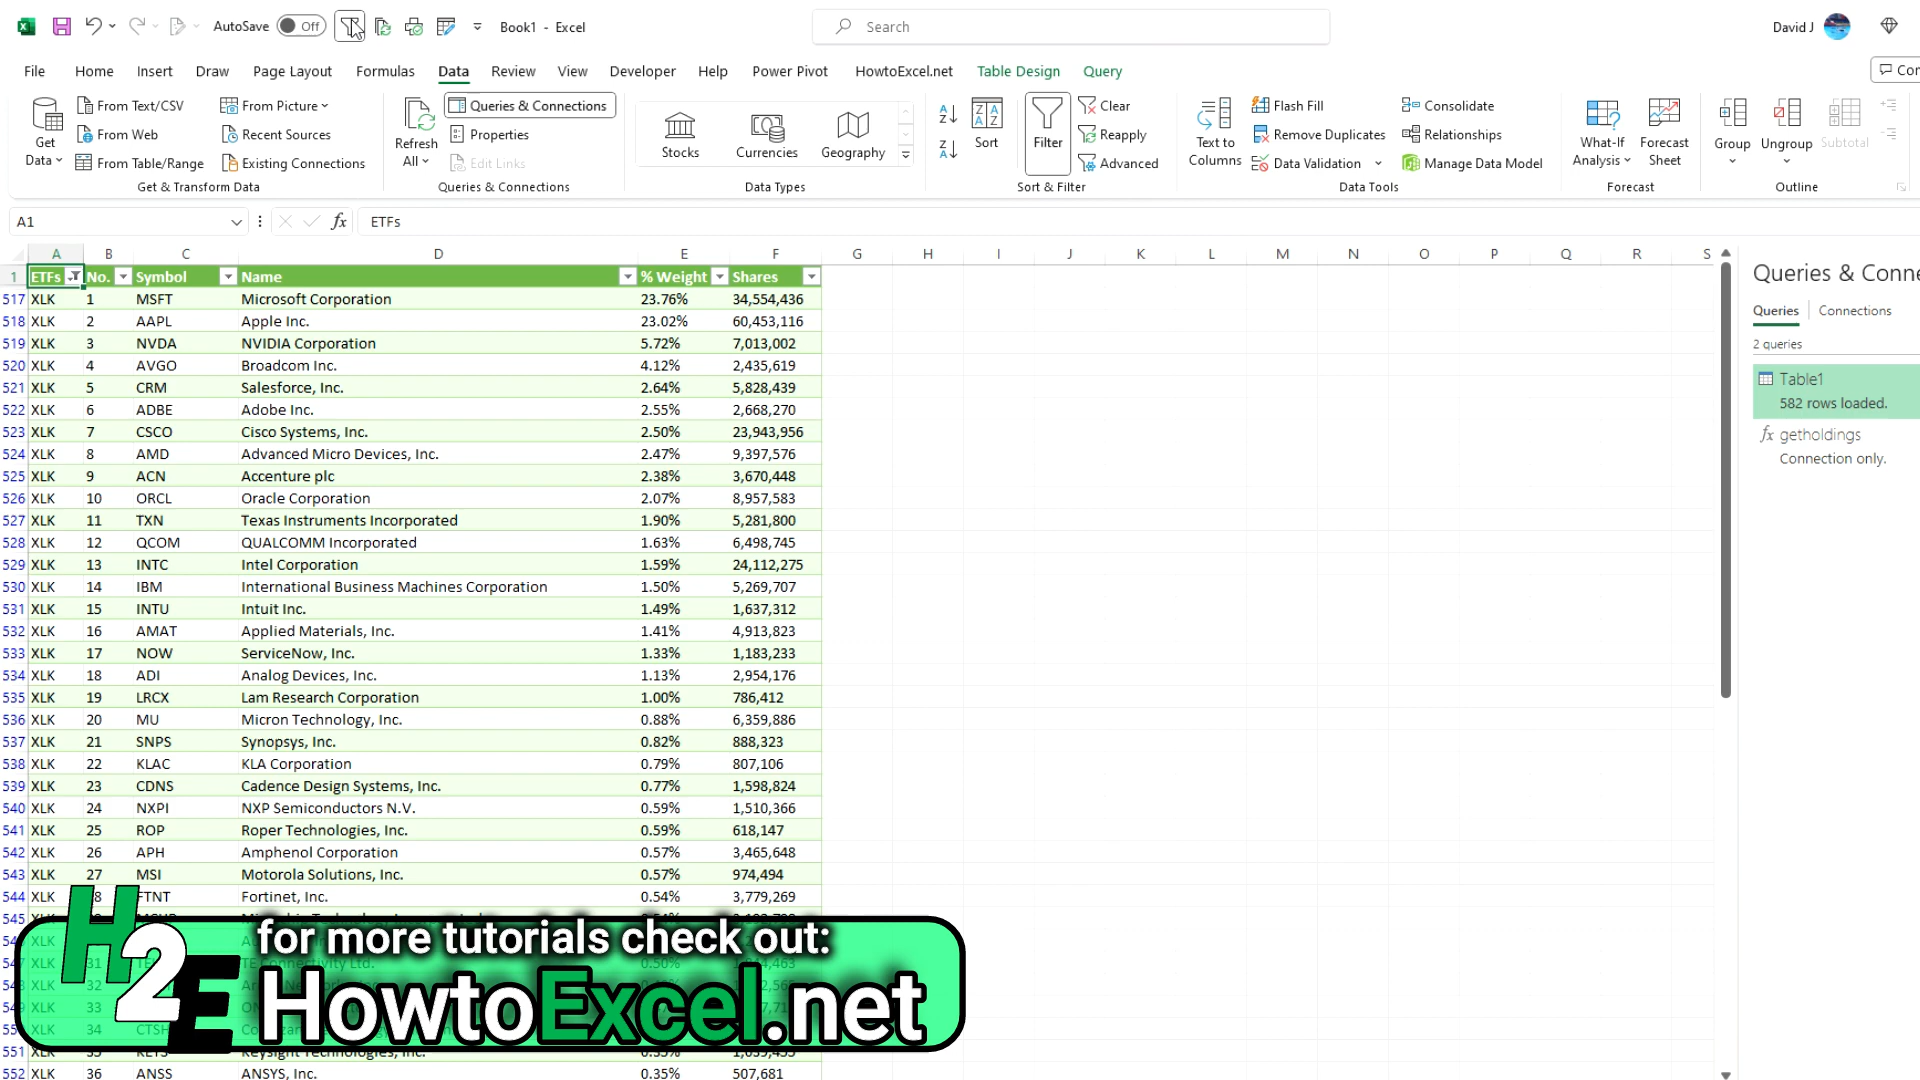 AutoSave Off Book1 - Excel Search David J
File Home Insert Draw Page Layout Formulas Data Review View Developer Help Power Pivot HowtoExcel.net Table Design Query Con
Get Data From Text/CSV From Web From Table/Range From Picture Recent Sources Existing Connections
Get & Transform Data
Refresh All Queries & Connections Properties Edit Links
Queries & Connections
Stocks Currencies Geography
Data Types
Sort Filter Clear Reapply Advanced
Sort & Filter
Text to Columns Flash Fill Remove Duplicates Data Validation Consolidate Relationships Manage Data Model
Data Tools
What-If Analysis Forecast Sheet
Forecast
Group Ungroup Subtotal
Outline
A1 fx ETFs
A B C D E F G H I J K L M N O P Q R S
1 ETFs No. Symbol Name % Weight Shares
517 XLK 1 MSFT Microsoft Corporation 23.76% 34,554,436
518 XLK 2 AAPL Apple Inc. 23.02% 60,453,116
519 XLK 3 NVDA NVIDIA Corporation 5.72% 7,013,002
520 XLK 4 AVGO Broadcom Inc. 4.12% 2,435,619
521 XLK 5 CRM Salesforce, Inc. 2.64% 5,828,439
522 XLK 6 ADBE Adobe Inc. 2.55% 2,668,270
523 XLK 7 CSCO Cisco Systems, Inc. 2.50% 23,943,956
524 XLK 8 AMD Advanced Micro Devices, Inc. 2.47% 9,397,576
525 XLK 9 ACN Accenture plc 2.38% 3,670,448
526 XLK 10 ORCL Oracle Corporation 2.07% 8,957,583
527 XLK 11 TXN Texas Instruments Incorporated 1.90% 5,281,800
528 XLK 12 QCOM QUALCOMM Incorporated 1.63% 6,498,745
529 XLK 13 INTC Intel Corporation 1.59% 24,112,275
530 XLK 14 IBM International Business Machines Corporation 1.50% 5,269,707
531 XLK 15 INTU Intuit Inc. 1.49% 1,637,312
532 XLK 16 AMAT Applied Materials, Inc. 1.41% 4,913,823
533 XLK 17 NOW ServiceNow, Inc. 1.33% 1,183,233
534 XLK 18 ADI Analog Devices, Inc. 1.13% 2,954,176
535 XLK 19 LRCX Lam Research Corporation 1.00% 786,412
536 XLK 20 MU Micron Technology, Inc. 0.88% 6,359,886
537 XLK 21 SNPS Synopsys, Inc. 0.82% 888,323
538 XLK 22 KLAC KLA Corporation 0.79% 807,106
539 XLK 23 CDNS Cadence Design Systems, Inc. 0.77% 1,598,824
540 XLK 24 NXPI NXP Semiconductors N.V. 0.59% 1,510,366
541 XLK 25 ROP Roper Technologies, Inc. 0.59% 618,147
542 XLK 26 APH Amphenol Corporation 0.57% 3,465,648
543 XLK 27 MSI Motorola Solutions, Inc. 0.57% 974,494
544 XLK 8 FTNT Fortinet, Inc. 0.54% 3,779,269
545 XLK
31 TE Connectivity Ltd. 0.50%
32
33
34 CTSH
551 XLK Keysight Technologies, Inc.
552 XLK 36 ANSS ANSYS, Inc. 0.35% 507,681
Queries & Conne
Queries Connections
2 queries
Table1
582 rows loaded.
fx getholdings
Connection only.
H2E
for more tutorials check out:
HowtoExcel.net